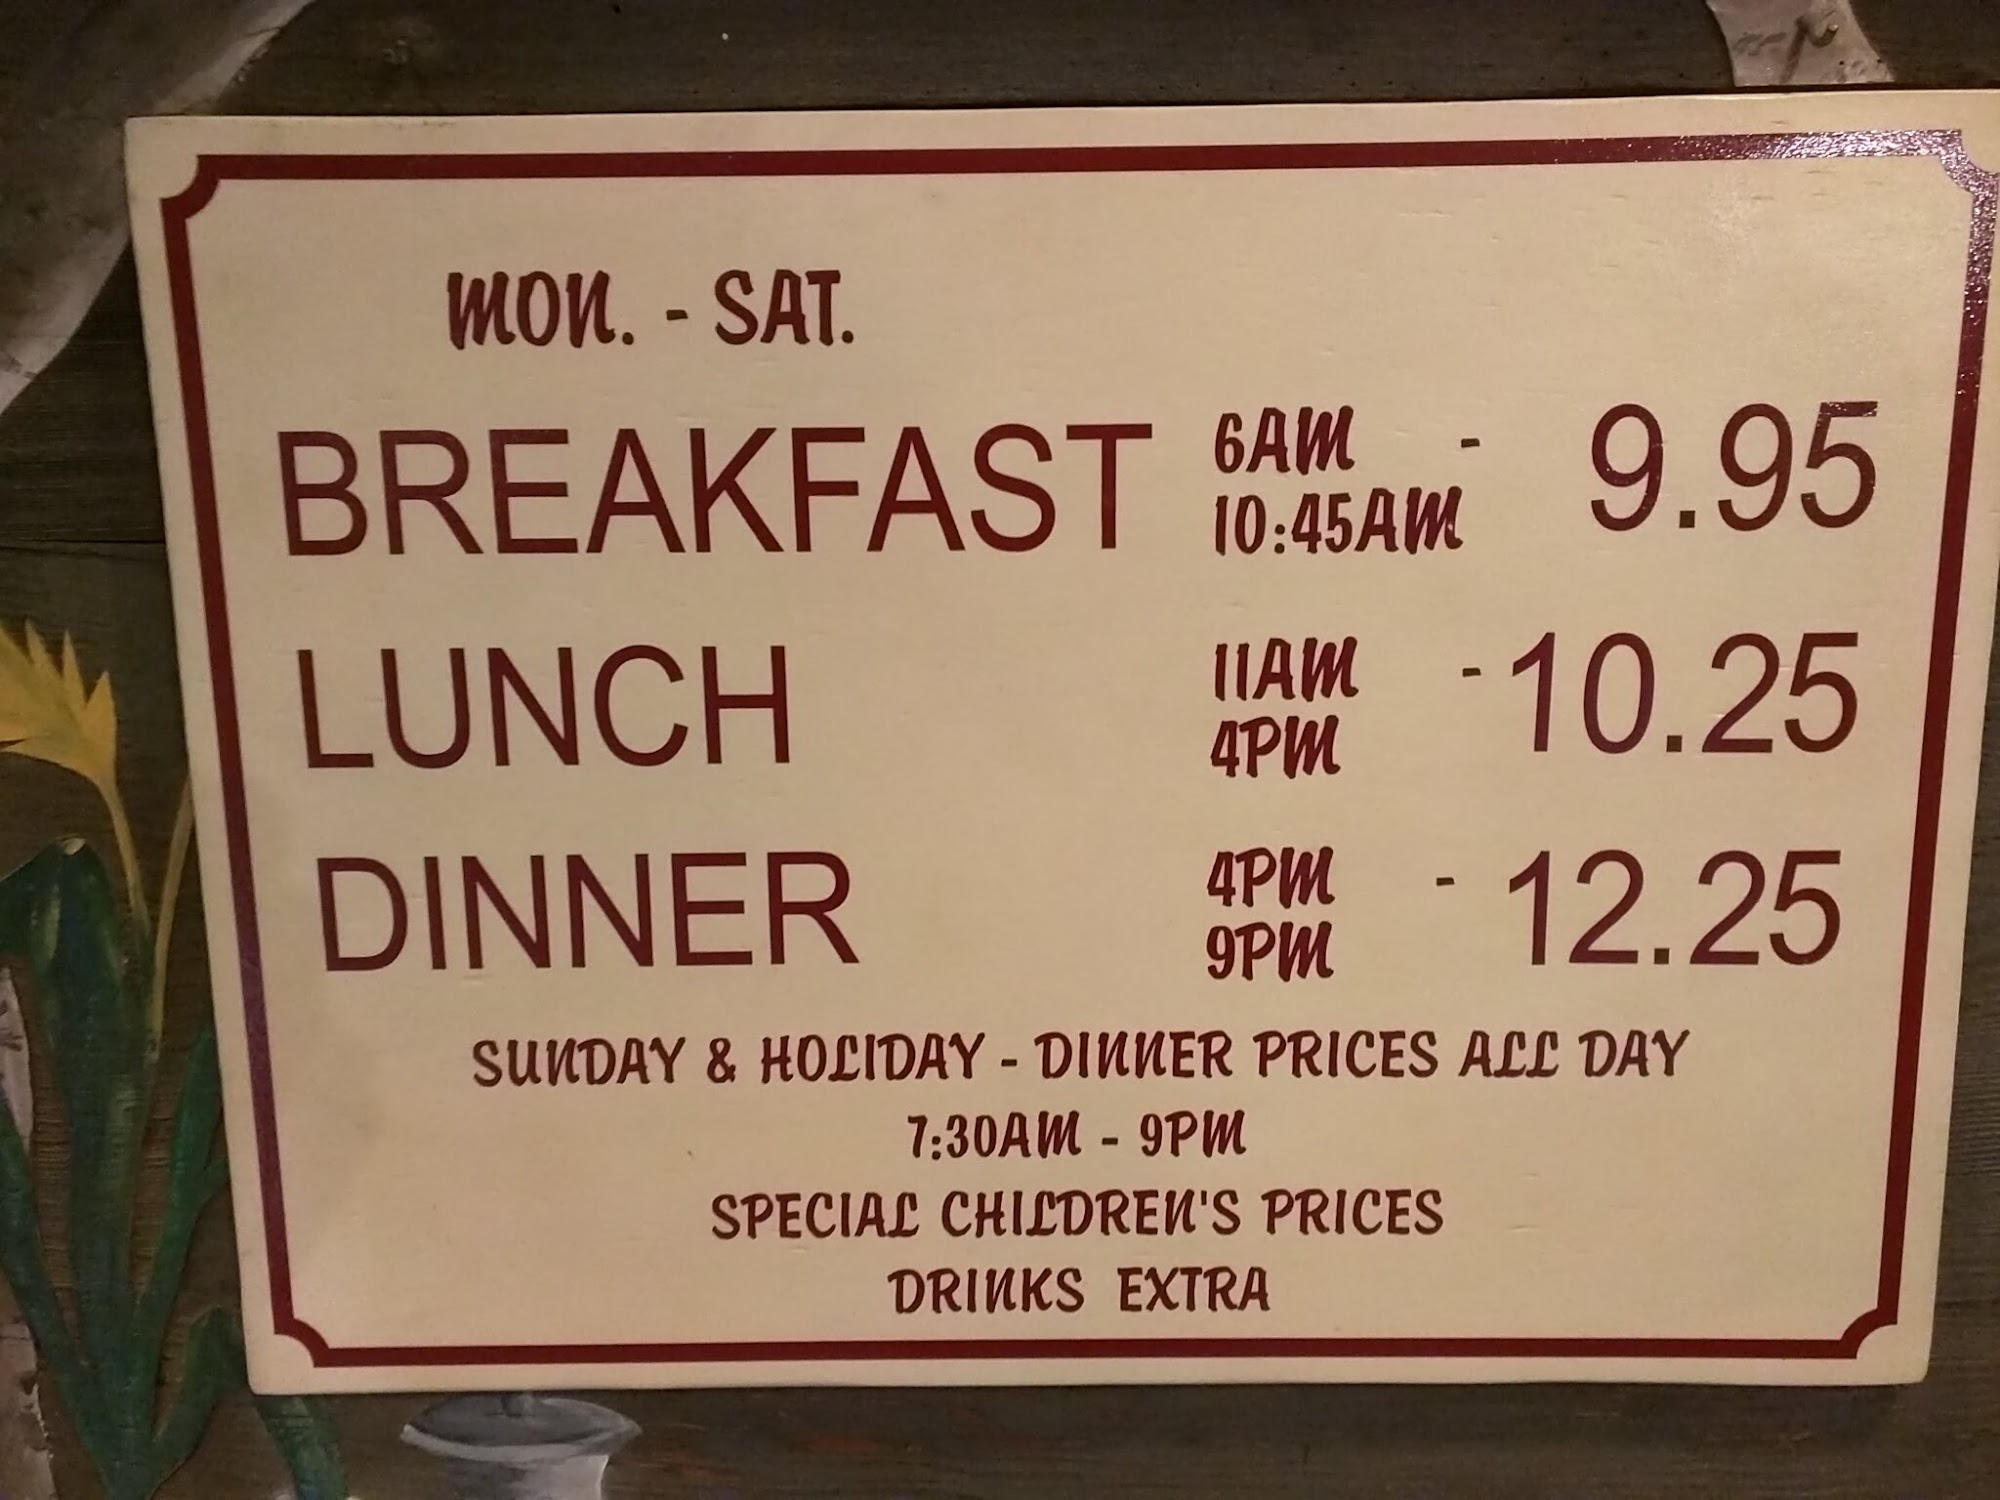 MON. - SAT.
BREAKFAST 6AM - 10:45AM 9.95
LUNCH 11AM - 4PM 10.25
DINNER 4PM - 9PM 12.25
SUNDAY & HOLIDAY - DINNER PRICES ALL DAY
7:30AM - 9PM
SPECIAL CHILDREN'S PRICES
DRINKS EXTRA